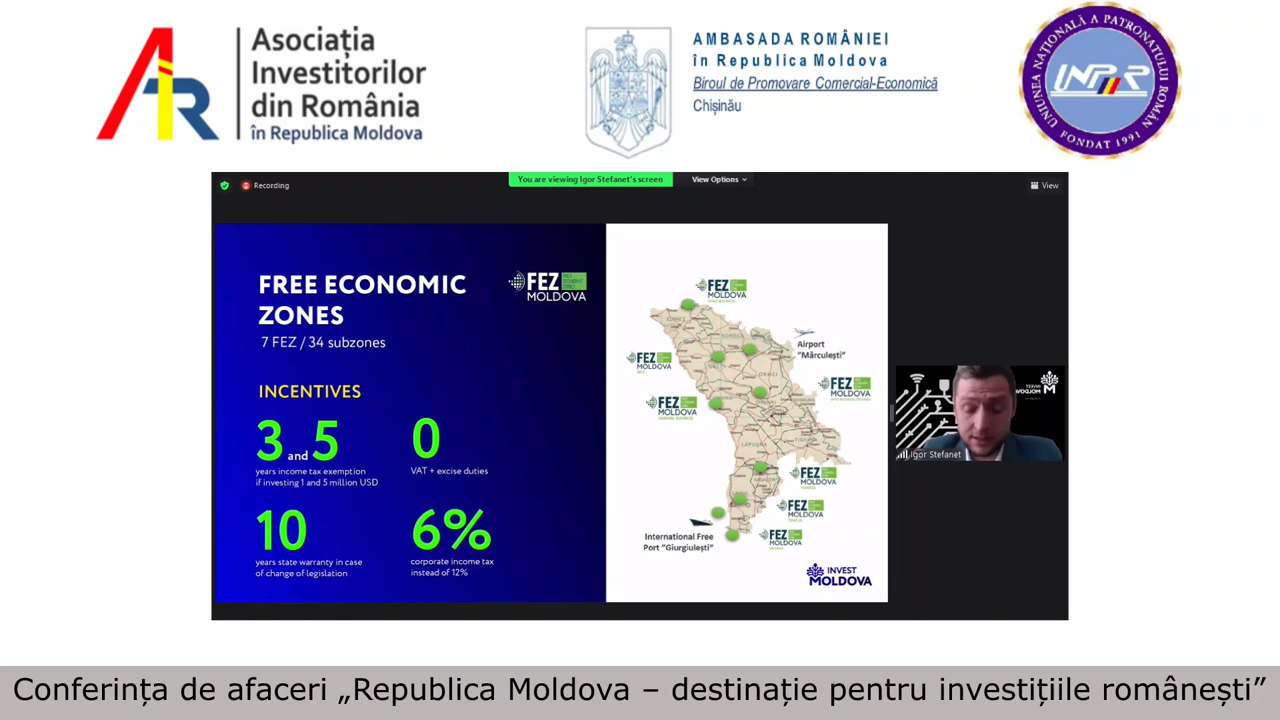 Asociația
Investitorilor
din România
în Republica Moldova
AMBASADA ROMÂNIEI
în Republica Moldova
Biroul de Promovare Comercial-Economică
Chișinău
UNIUNEA NAȚIONALĂ A PATRONATULUI ROMÂN
UNPR
FONDAT 1991
Recording
You are viewing Igor Stefanet's screen
View Options
View
FREE ECONOMIC
ZONES
7 FEZ / 34 subzones
FEZ
MOLDOVA
INCENTIVES
3 and 5
years income tax exemption
if investing 1 and 5 million USD
0
VAT + excise duties
10
years state warranty in case
of change of legislation
6%
corporate income tax
instead of 12%
FEZ
MOLDOVA
Airport
"Mărculești"
FEZ
MOLDOVA
FEZ
MOLDOVA
FEZ
MOLDOVA
FEZ
MOLDOVA
FEZ
MOLDOVA
FEZ
MOLDOVA
International Free
Port "Giurgiulești"
INVEST
MOLDOVA
INVEST
MOLDOVA
Igor Stefanet
Conferința de afaceri „Republica Moldova – destinație pentru investițiile românești”